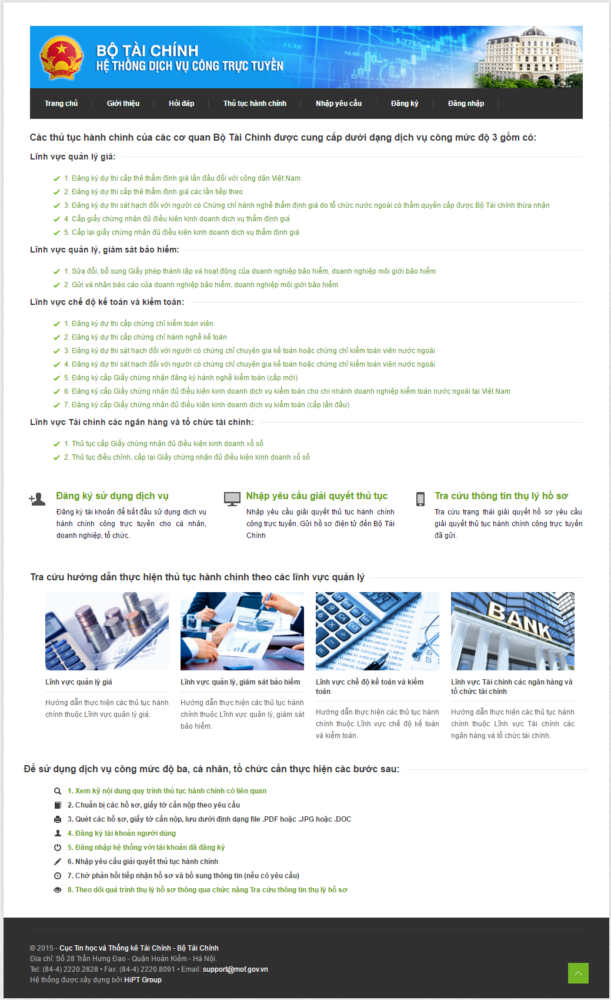 BỘ TÀI CHÍNH
HỆ THỐNG DỊCH VỤ CÔNG TRỰC TUYẾN
Trang chủ
Giới thiệu
Hỏi đáp
Thủ tục hành chính
Nhập yêu cầu
Đăng ký
Đăng nhập
Các thủ tục hành chính của các cơ quan Bộ Tài Chính được cung cấp dưới dạng dịch vụ công mức độ 3 gồm có:
Lĩnh vực quản lý giá:
1. Đăng ký dự thi cấp thẻ thẩm định giá lần đầu đối với công dân Việt Nam
2. Đăng ký dự thi cấp thẻ thẩm định giá các lần tiếp theo
3. Đăng ký dự thi sát hạch đối với người có Chứng chỉ hành nghề thẩm định giá do tổ chức nước ngoài có thẩm quyền cấp được Bộ Tài chính thừa nhận
4. Cấp giấy chứng nhận đủ điều kiện kinh doanh dịch vụ thẩm định giá
5. Cấp lại giấy chứng nhận đủ điều kiện kinh doanh dịch vụ thẩm định giá
Lĩnh vực quản lý, giám sát bảo hiểm:
1. Sửa đổi, bổ sung Giấy phép thành lập và hoạt động của doanh nghiệp bảo hiểm, doanh nghiệp môi giới bảo hiểm
2. Gửi và nhận báo cáo của doanh nghiệp bảo hiểm, doanh nghiệp môi giới bảo hiểm
Lĩnh vực chế độ kế toán và kiểm toán:
1. Đăng ký dự thi cấp chứng chỉ kiểm toán viên
2. Đăng ký dự thi cấp chứng chỉ hành nghề kế toán
3. Đăng ký dự thi sát hạch đối với người có chứng chỉ chuyên gia kế toán hoặc chứng chỉ kiểm toán viên nước ngoài
4. Đăng ký dự thi sát hạch đối với người có chứng chỉ chuyên gia kế toán hoặc chứng chỉ kiểm toán viên nước ngoài
5. Đăng ký cấp Giấy chứng nhận đăng ký hành nghề kiểm toán (cấp mới)
6. Đăng ký cấp Giấy chứng nhận đủ điều kiện kinh doanh dịch vụ kiểm toán cho chi nhánh doanh nghiệp kiểm toán nước ngoài tại Việt Nam
7. Đăng ký cấp Giấy chứng nhận đủ điều kiện kinh doanh dịch vụ kiểm toán (cấp lần đầu)
Lĩnh vực Tài chính các ngân hàng và tổ chức tài chính:
1. Thủ tục cấp Giấy chứng nhận đủ điều kiện kinh doanh xổ số
2. Thủ tục điều chỉnh, cấp lại Giấy chứng nhận đủ điều kiện kinh doanh xổ số
Đăng ký sử dụng dịch vụ
Đăng ký tài khoản để bắt đầu sử dụng dịch vụ
hành chính công trực tuyến cho cá nhân,
doanh nghiệp, tổ chức.
Nhập yêu cầu giải quyết thủ tục
Nhập yêu cầu giải quyết thủ tục hành chính
công trực tuyến. Gửi hồ sơ điện tử đến Bộ Tài
Chính
Tra cứu thông tin thụ lý hồ sơ
Tra cứu trạng thái giải quyết hồ sơ yêu cầu
giải quyết thủ tục hành chính công trực tuyến
đã gửi.
Tra cứu hướng dẫn thực hiện thủ tục hành chính theo các lĩnh vực quản lý
BANK
Lĩnh vực quản lý giá
Hướng dẫn thực hiện các thủ tục hành
chính thuộc Lĩnh vực quản lý giá.
Lĩnh vực quản lý, giám sát bảo hiểm
Hướng dẫn thực hiện các thủ tục hành
chính thuộc Lĩnh vực quản lý, giám sát
bảo hiểm.
Lĩnh vực chế độ kế toán và kiểm
toán
Hướng dẫn thực hiện các thủ tục hành
chính thuộc Lĩnh vực chế độ kế toán
và kiểm toán.
Lĩnh vực Tài chính các ngân hàng và
tổ chức tài chính
Hướng dẫn thực hiện các thủ tục hành
chính thuộc Lĩnh vực Tài chính các
ngân hàng và tổ chức tài chính.
Để sử dụng dịch vụ công mức độ ba, cá nhân, tổ chức cần thực hiện các bước sau:
1. Xem kỹ nội dung quy trình thủ tục hành chính có liên quan
2. Chuẩn bị các hồ sơ, giấy tờ cần nộp theo yêu cầu
3. Quét các hồ sơ, giấy tờ cần nộp, lưu dưới định dạng file .PDF hoặc .JPG hoặc .DOC
4. Đăng ký tài khoản người dùng
5. Đăng nhập hệ thống với tài khoản đã đăng ký
6. Nhập yêu cầu giải quyết thủ tục hành chính
7. Chờ phản hồi tiếp nhận hồ sơ và bổ sung thông tin (nếu có yêu cầu)
8. Theo dõi quá trình thụ lý hồ sơ thông qua chức năng Tra cứu thông tin thụ lý hồ sơ
© 2015 - Cục Tin học và Thống kê Tài Chính - Bộ Tài Chính
Địa chỉ: Số 28 Trần Hưng Đạo - Quận Hoàn Kiếm - Hà Nội.
Tel: (84-4) 2220.2828 • Fax: (84-4) 2220.8091 • Email: support@mof.gov.vn
Hệ thống được xây dựng bởi HiPT Group